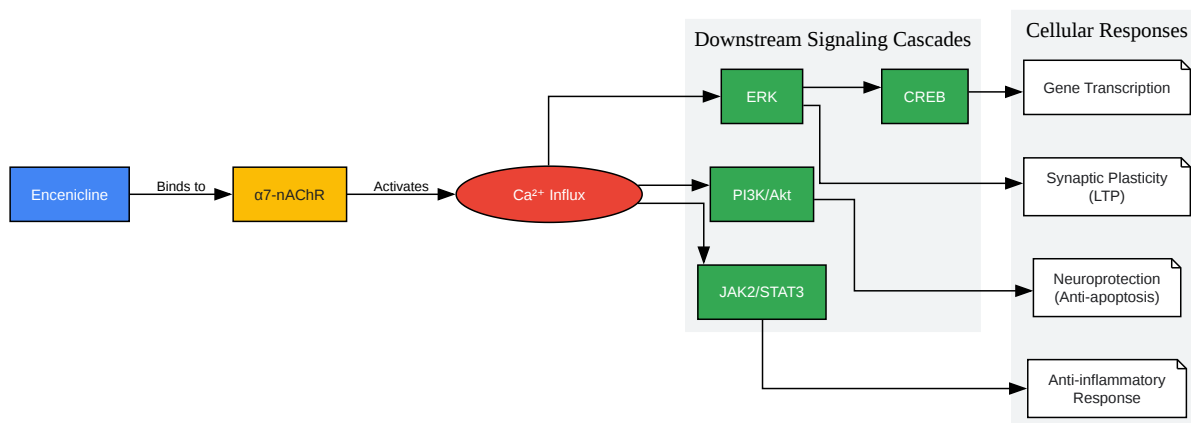 Downstream Signaling Cascades
Cellular Responses
ERK
CREB
Gene Transcription
Encenicline
Binds to
α7-nAChR
Activates
Ca²⁺ Influx
PI3K/Akt
Synaptic Plasticity
(LTP)
JAK2/STAT3
Neuroprotection
(Anti-apoptosis)
Anti-inflammatory
Response